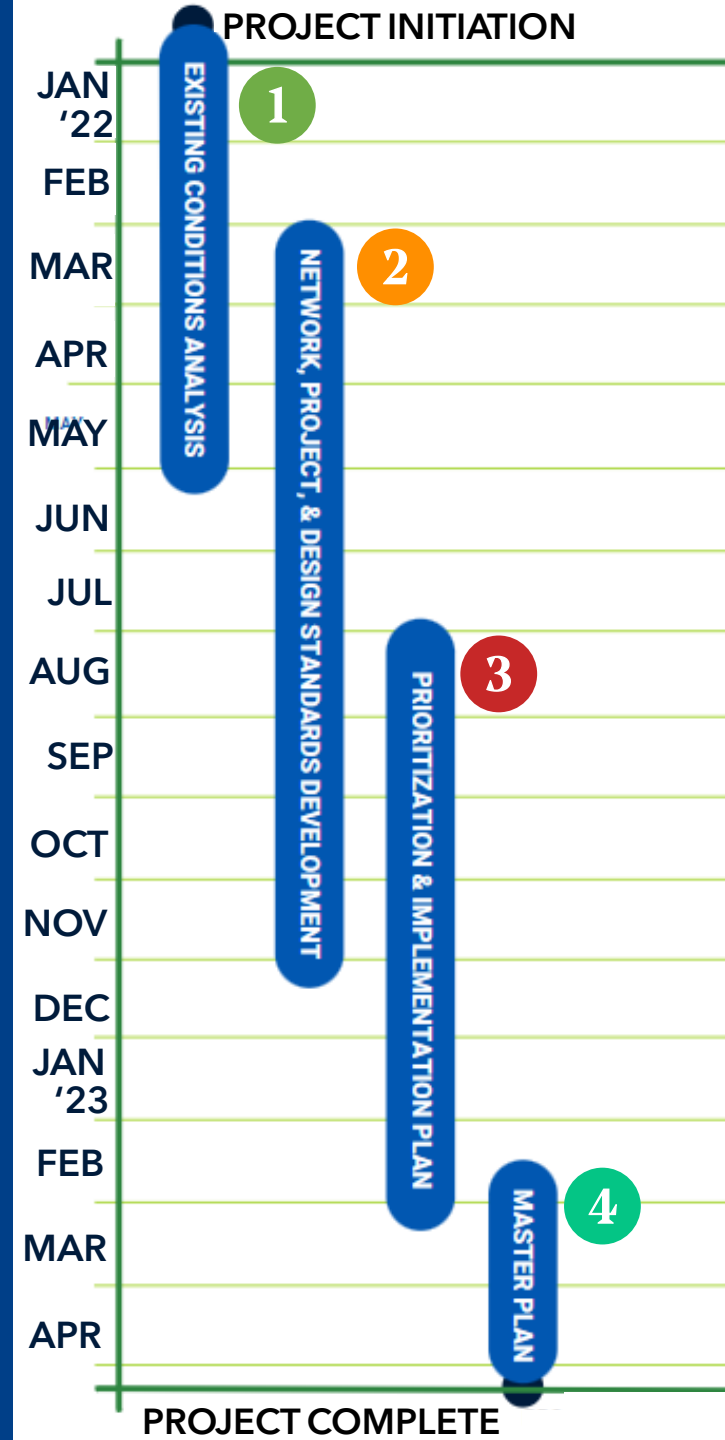 PROJECT INITIATION
JAN
'22
FEB
MAR
APR
MAY
MAY
JUN
JUL
AUG
SEP
OCT
NOV
DEC
JAN
'23
FEB
MAR
APR
EXISTING CONDITIONS ANALYSIS
1
NETWORK, PROJECT, & DESIGN STANDARDS DEVELOPMENT
2
PRIORITIZATION & IMPLEMENTATION PLAN
3
MASTER PLAN
4
PROJECT COMPLETE